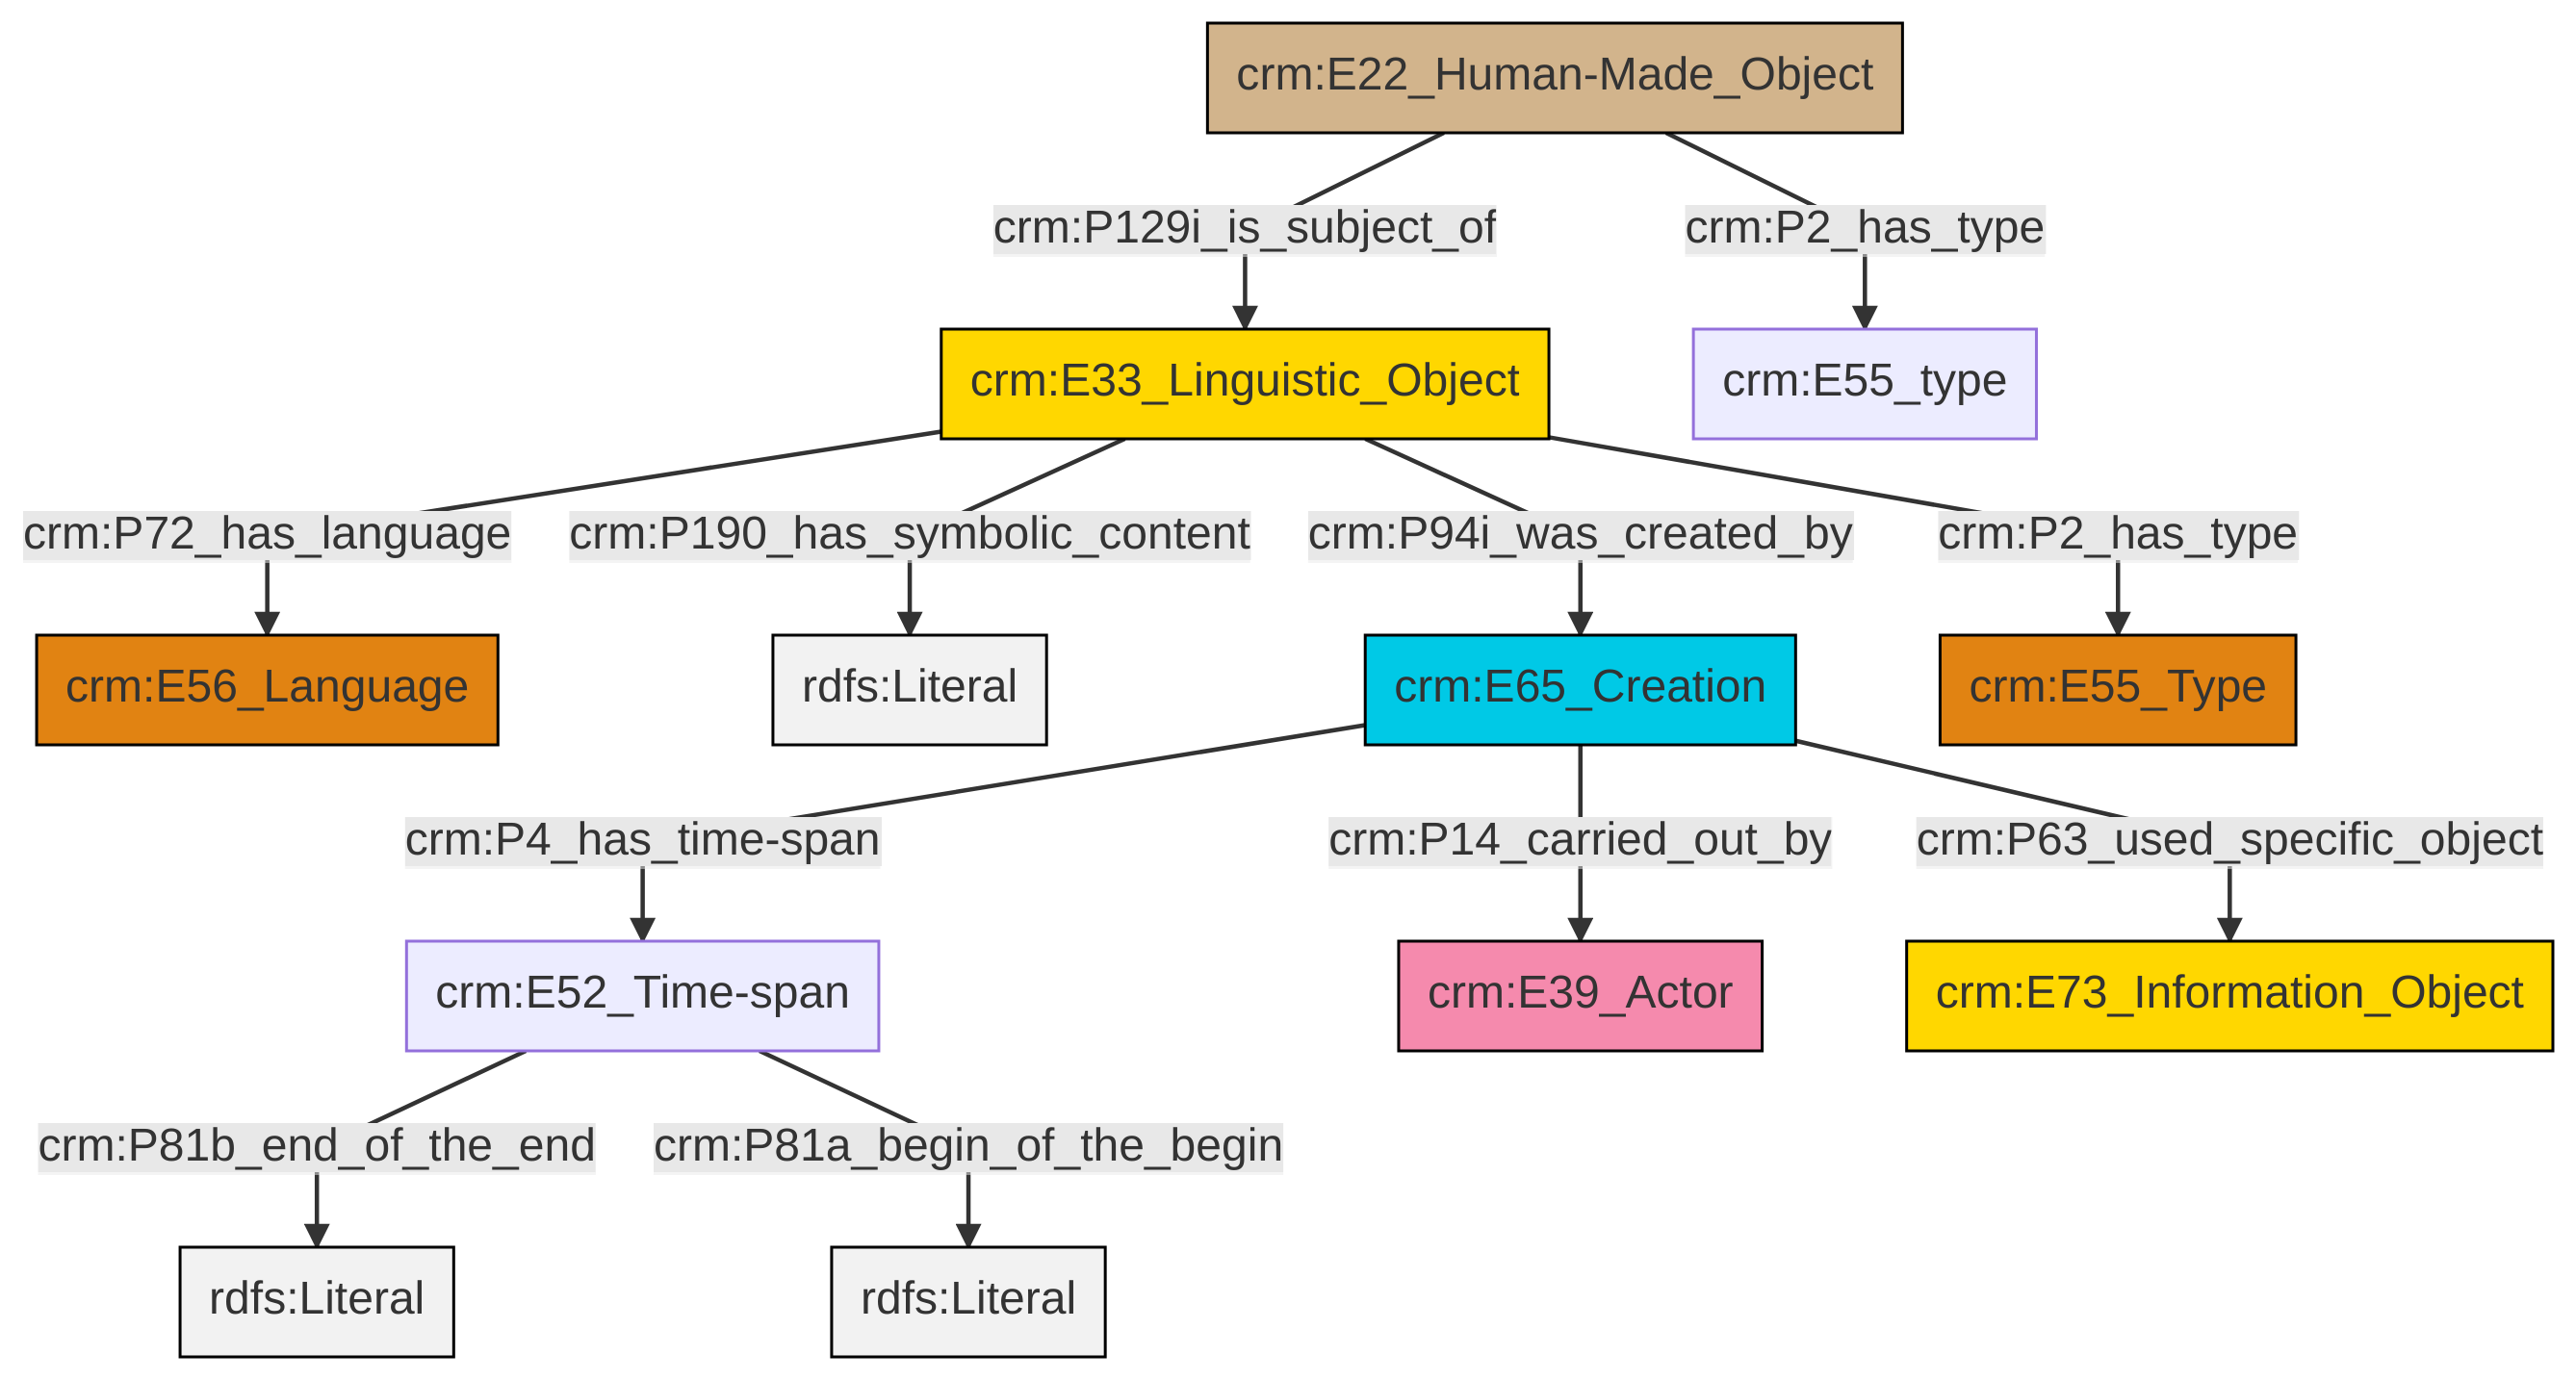 crm:E22_Human-Made_Object
crm:P129i_is_subject_of
crm:P2_has_type
crm:E33_Linguistic_Object
crm:E55_type
crm:P72_has_language
crm:P190_has_symbolic_content
crm:P94i_was_created_by
crm:P2_has_type
crm:E56_Language
rdfs:Literal
crm:E65_Creation
crm:E55_Type
crm:P4_has_time-span
crm:P14_carried_out_by
crm:P63_used_specific_object
crm:E52_Time-span
crm:E39_Actor
crm:E73_Information_Object
crm:P81b_end_of_the_end
crm:P81a_begin_of_the_begin
rdfs:Literal
rdfs:Literal